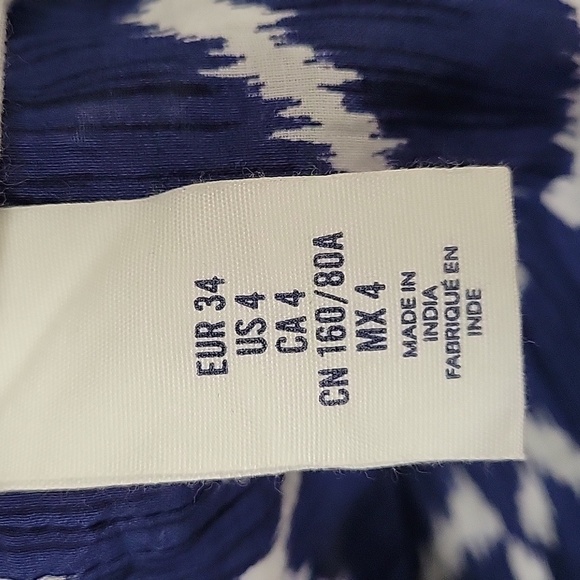 EUR 34
US 4
CA 4
CN 160/80A
MX 4
MADE IN
INDIA
FABRIQUÉ EN
INDE